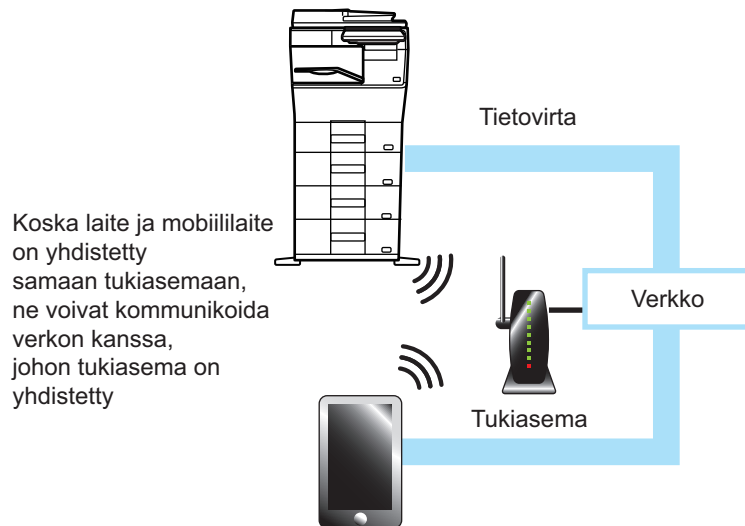 Tietovirta
Koska laite ja mobiililaite
on yhdistetty
samaan tukiasemaan,
ne voivat kommunikoida
verkon kanssa,
johon tukiasema on
yhdistetty
Verkko
Tukiasema